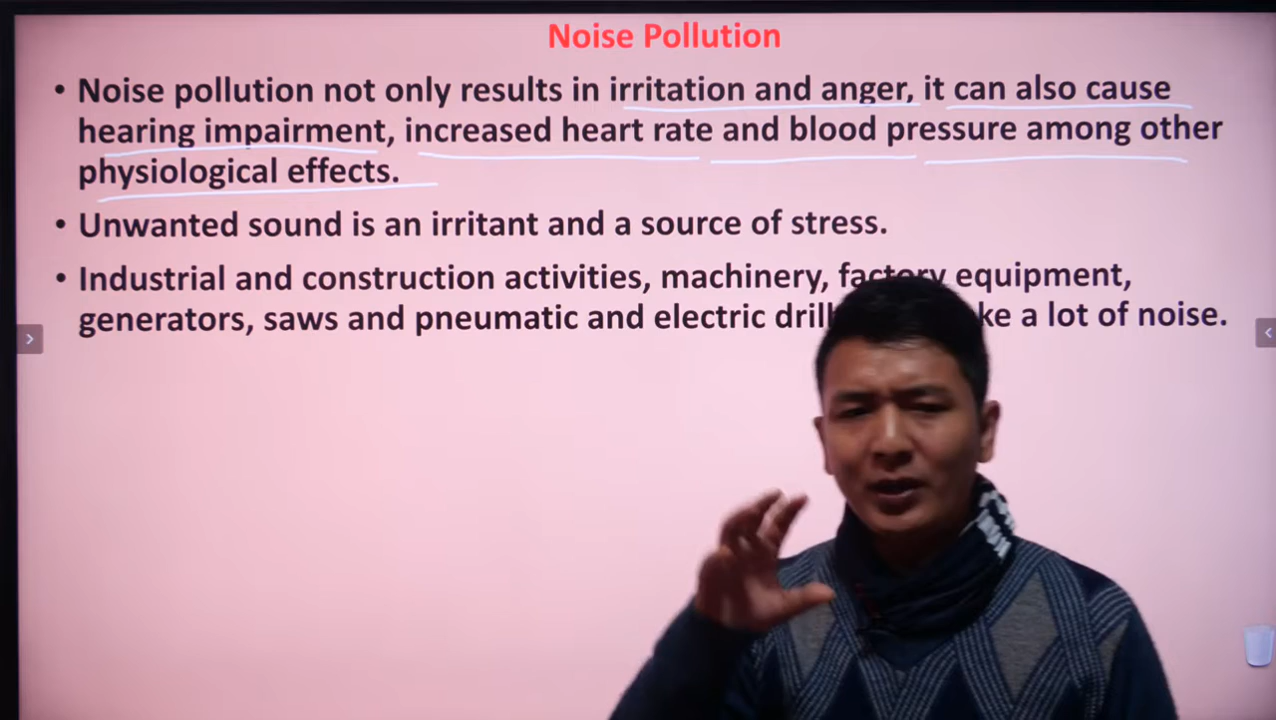 Noise Pollution
• Noise pollution not only results in irritation and anger, it can also cause
hearing impairment, increased heart rate and blood pressure among other
physiological effects.
• Unwanted sound is an irritant and a source of stress.
• Industrial and construction activities, machinery, factory equipment,
generators, saws and pneumatic and electric a lot of noise.